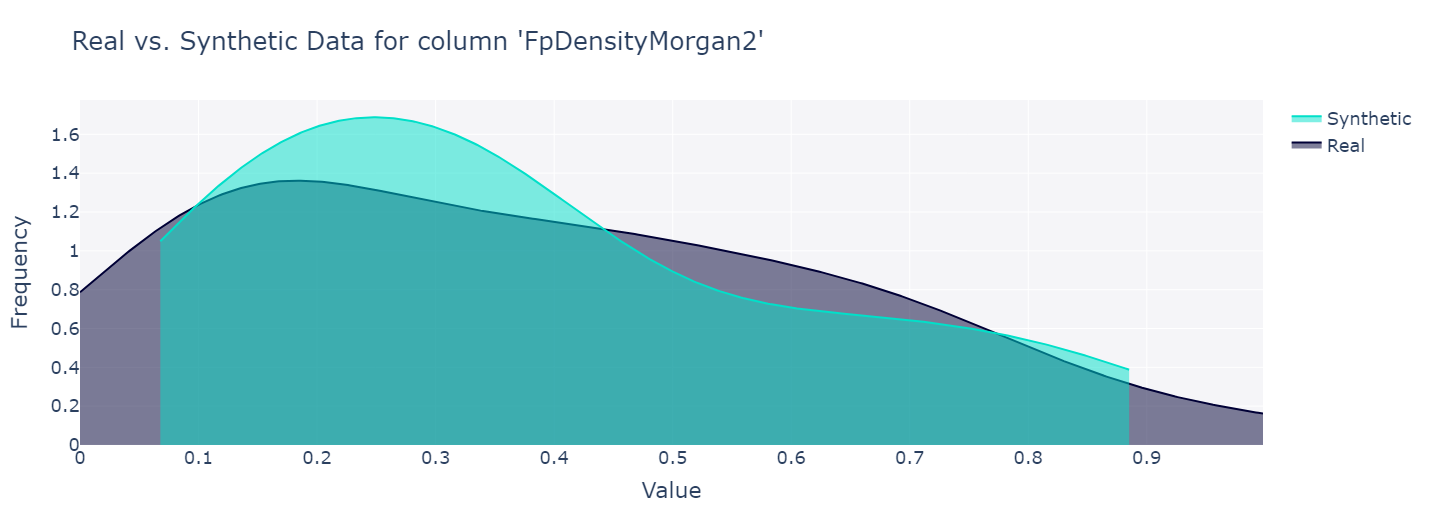 Real vs. Synthetic Data for column 'FpDensityMorgan2'
Synthetic
Real
Frequency
1.6
1.4
1.2
1
0.8
0.6
0.4
0.2
0
0 0.1 0.2 0.3 0.4 0.5 0.6 0.7 0.8 0.9
Value